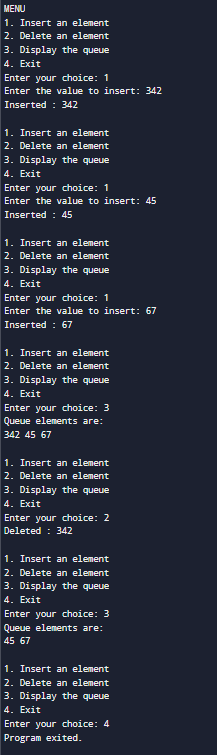 MENU
1. Insert an element
2. Delete an element
3. Display the queue
4. Exit
Enter your choice: 1
Enter the value to insert: 342
Inserted : 342
1. Insert an element
2. Delete an element
3. Display the queue
4. Exit
Enter your choice: 1
Enter the value to insert: 45
Inserted : 45
1. Insert an element
2. Delete an element
3. Display the queue
4. Exit
Enter your choice: 1
Enter the value to insert: 67
Inserted : 67
1. Insert an element
2. Delete an element
3. Display the queue
4. Exit
Enter your choice: 3
Queue elements are:
342 45 67
1. Insert an element
2. Delete an element
3. Display the queue
4. Exit
Enter your choice: 2
Deleted : 342
1. Insert an element
2. Delete an element
3. Display the queue
4. Exit
Enter your choice: 3
Queue elements are:
45 67
1. Insert an element
2. Delete an element
3. Display the queue
4. Exit
Enter your choice: 4
Program exited.